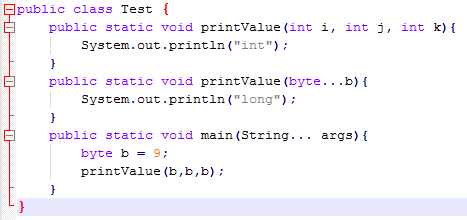 public class Test {
    public static void printValue(int i, int j, int k){
        System.out.println("int");
    }
    public static void printValue(byte...b){
        System.out.println("long");
    }
    public static void main(String... args){
        byte b = 9;
        printValue(b,b,b);
    }
}